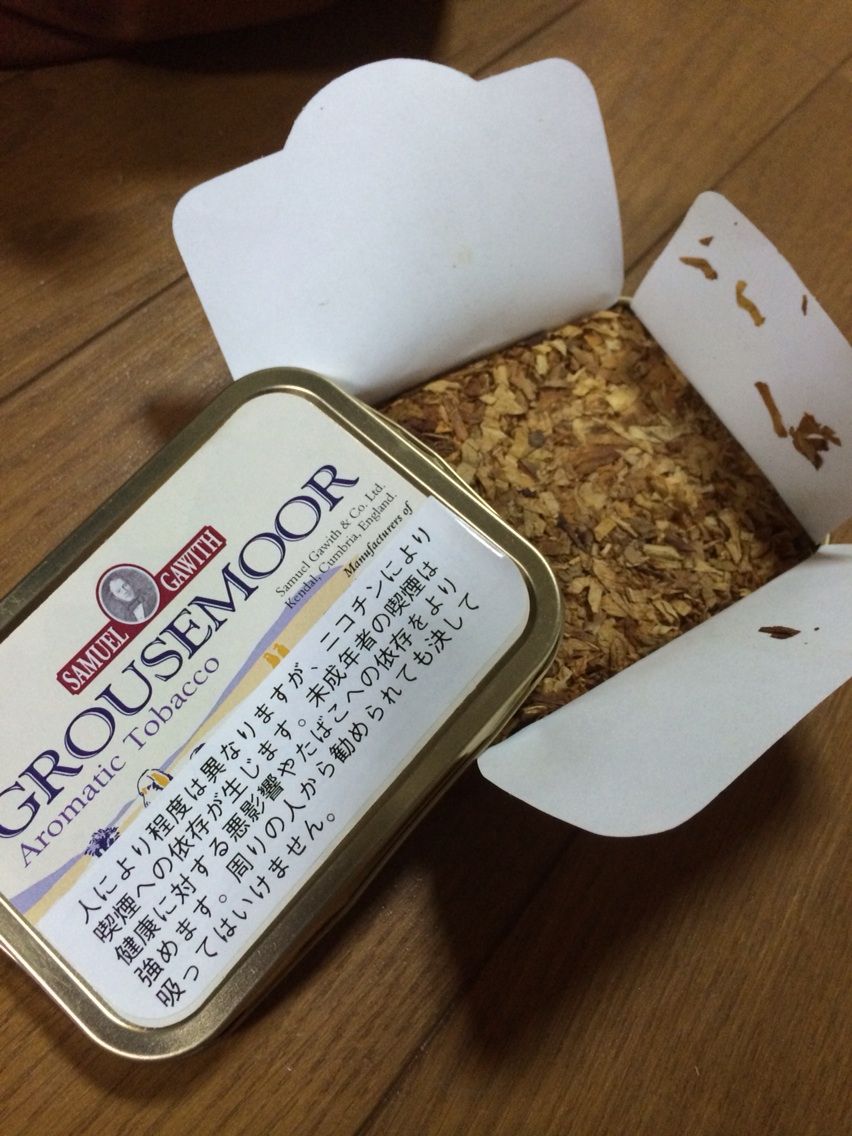 SAMUEL GAWITH
GROUSEMOOR
Aromatic Tobacco
Samuel Gawith & Co. Ltd.
Kendal, Cumbria, England.
Manufacturers of
人により程度は異なりますが、ニコチンにより
喫煙への依存が生じます。未成年者の喫煙は
健康に対する悪影響やたばこへの依存をより
強めます。周りの人から勧められても決して
吸ってはいけません。